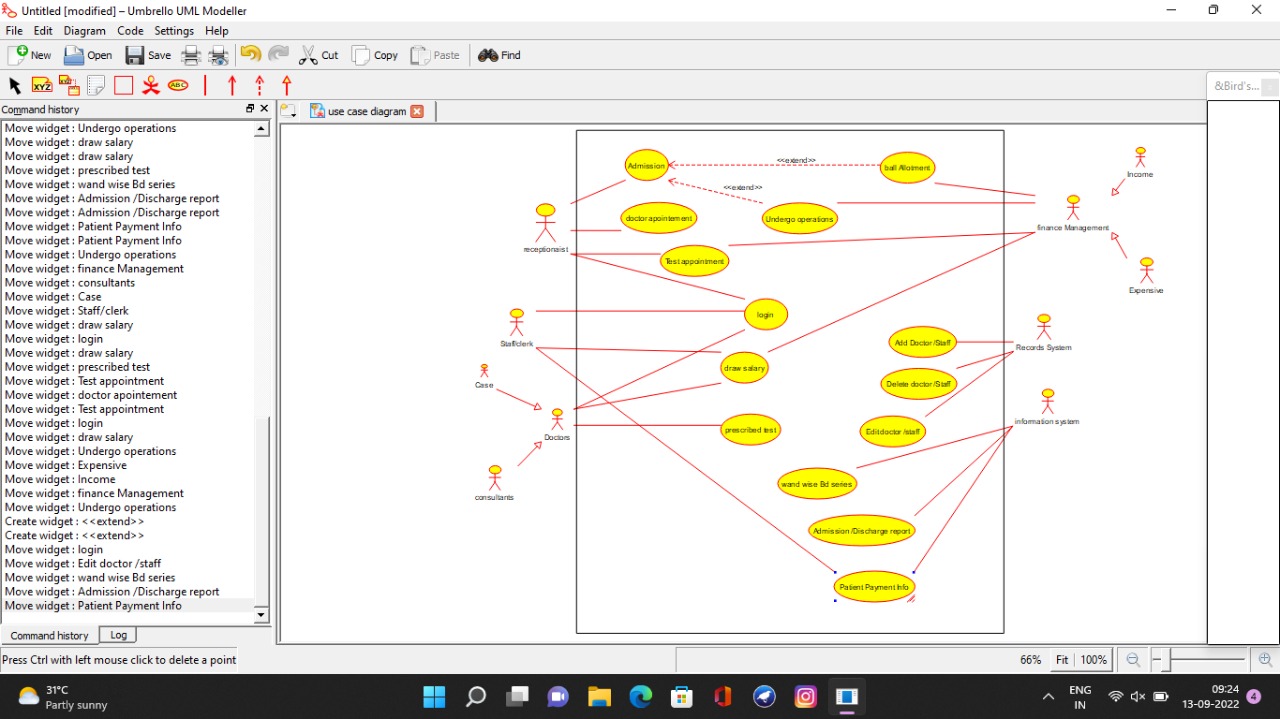 Untitled [modified] – Umbrello UML Modeller
File Edit Diagram Code Settings Help
New Open Save Cut Copy Paste Find
XYZ ABC
&Bird's...
Command history
use case diagram
Move widget : Undergo operations
Move widget : draw salary
Move widget : draw salary
Move widget : prescribed test
Move widget : wand wise Bd series
Move widget : Admission /Discharge report
Move widget : Admission /Discharge report
Move widget : Patient Payment Info
Move widget : Patient Payment Info
Move widget : Undergo operations
Move widget : finance Management
Move widget : consultants
Move widget : Case
Move widget : Staff/clerk
Move widget : draw salary
Move widget : login
Move widget : draw salary
Move widget : prescribed test
Move widget : Test appointment
Move widget : doctor apointement
Move widget : Test appointment
Move widget : login
Move widget : draw salary
Move widget : Undergo operations
Move widget : Expensive
Move widget : Income
Move widget : finance Management
Move widget : Undergo operations
Create widget : <<extend>>
Create widget : <<extend>>
Move widget : login
Move widget : Edit doctor /staff
Move widget : wand wise Bd series
Move widget : Admission /Discharge report
Move widget : Patient Payment Info
Command history Log
Press Ctrl with left mouse click to delete a point
Admission
<<extend>>
ball Allotment
Income
<<extend>>
doctor apointement
Undergo operations
finance Management
receptionaist
Test appointment
Expensive
login
Staff/clerk
Add Doctor /Staff
Records System
draw salary
Case
Delete doctor /Staff
information system
prescribed test
Edit doctor /staff
Doctors
wand wise Bd series
consultants
Admission /Discharge report
Patient Payment Info
66% Fit 100%
31°C
Partly sunny
ENG
IN
09:24
13-09-2022
4